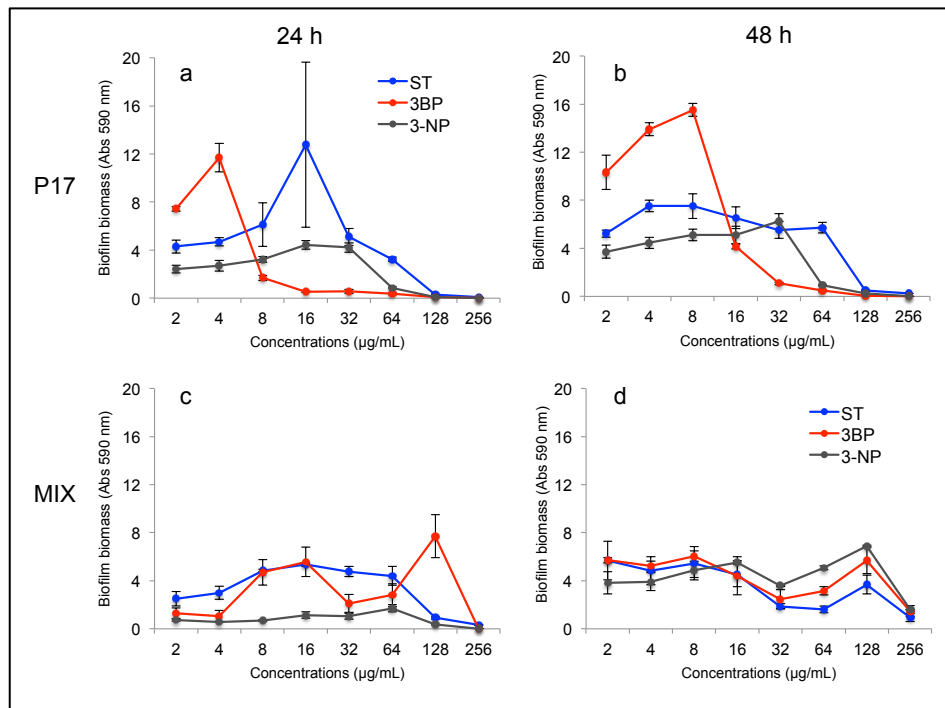 24 h
48 h
P17
a
20
16
12
8
4
0
Biofilm biomass (Abs 590 nm)
ST
3BP
3-NP
2 4 8 16 32 64 128 256
Concentrations (µg/mL)
b
20
16
12
8
4
0
Biofilm biomass (Abs 590 nm)
2 4 8 16 32 64 128 256
Concentrations (µg/mL)
MIX
c
20
16
12
8
4
0
Biofilm biomass (Abs 590 nm)
2 4 8 16 32 64 128 256
Concentrations (µg/mL)
d
20
16
12
8
4
0
Biofilm biomass (Abs 590 nm)
ST
3BP
3-NP
2 4 8 16 32 64 128 256
Concentrations (µg/mL)